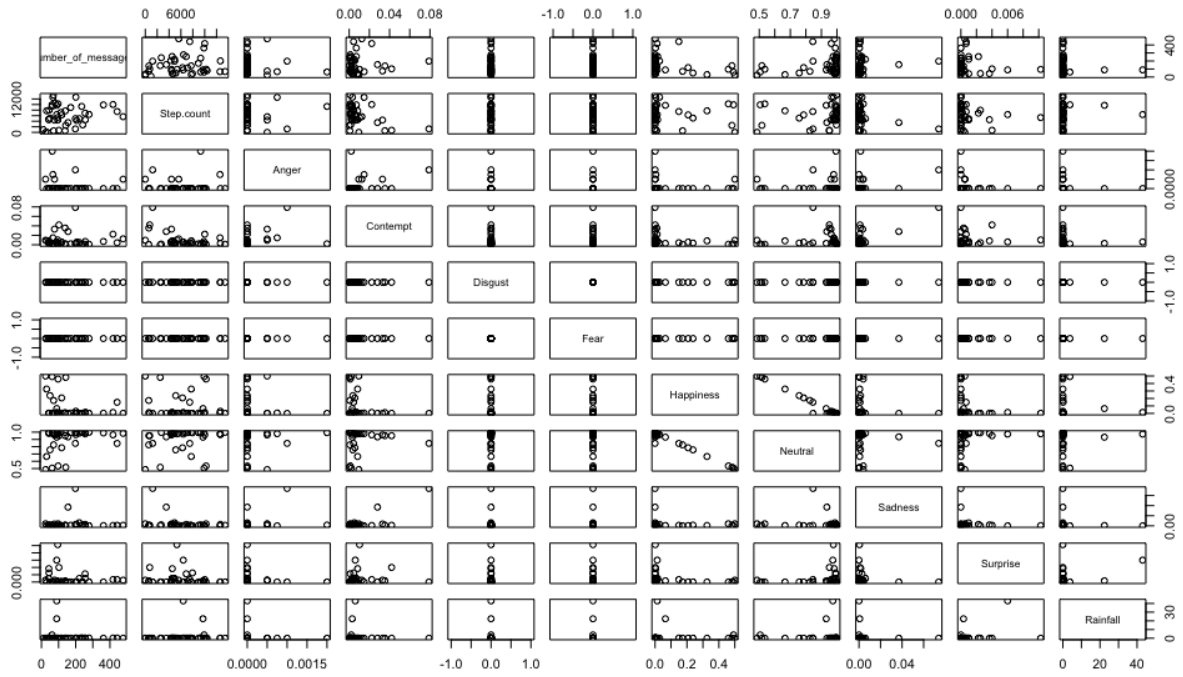 0 6000 0.00 0.04 0.08 -1.0 0.0 1.0 0.5 0.7 0.9 0.000 0.006
umber_of_message 0 400
0 12000 Step.count
Anger 0.0000
0.00 0.08 Contempt
Disgust -1.0 1.0
-1.0 1.0 Fear
Happiness 0.0 0.4
0.5 1.0 Neutral
Sadness 0.00
0.000 Surprise
Rainfall 0 30
0 200 400 0.0000 0.0015 -1.0 0.0 1.0 0.0 0.2 0.4 0.00 0.04 0 20 40